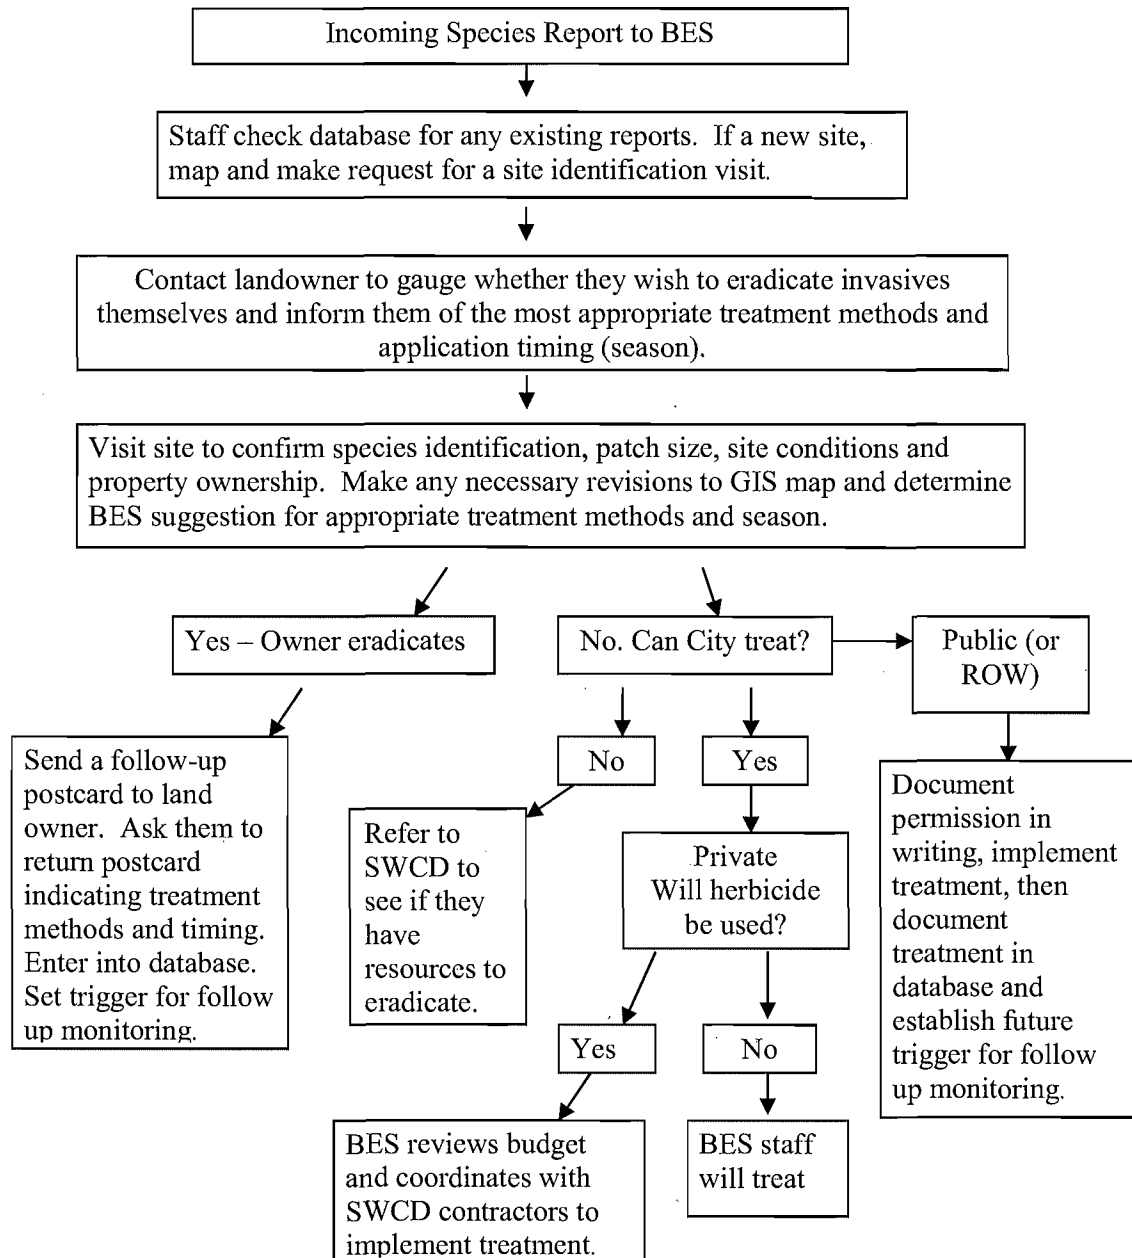 Incoming Species Report to BES
Staff check database for any existing reports.  If a new site,
map and make request for a site identification visit.
Contact landowner to gauge whether they wish to eradicate invasives
themselves and inform them of the most appropriate treatment methods and
application timing (season).
Visit site to confirm species identification, patch size, site conditions and
property ownership.  Make any necessary revisions to GIS map and determine
BES suggestion for appropriate treatment methods and season.
Yes – Owner eradicates
No. Can City treat?
Public (or
ROW)
Send a follow-up
postcard to land
owner.  Ask them to
return postcard
indicating treatment
methods and timing.
Enter into database.
Set trigger for follow
up monitoring.
No
Yes
Refer to
SWCD to
see if they
have
resources to
eradicate.
Private
Will herbicide
be used?
Document
permission in
writing, implement
treatment, then
document
treatment in
database and
establish future
trigger for follow
up monitoring.
Yes
No
BES reviews budget
and coordinates with
SWCD contractors to
implement treatment.
BES staff
will treat